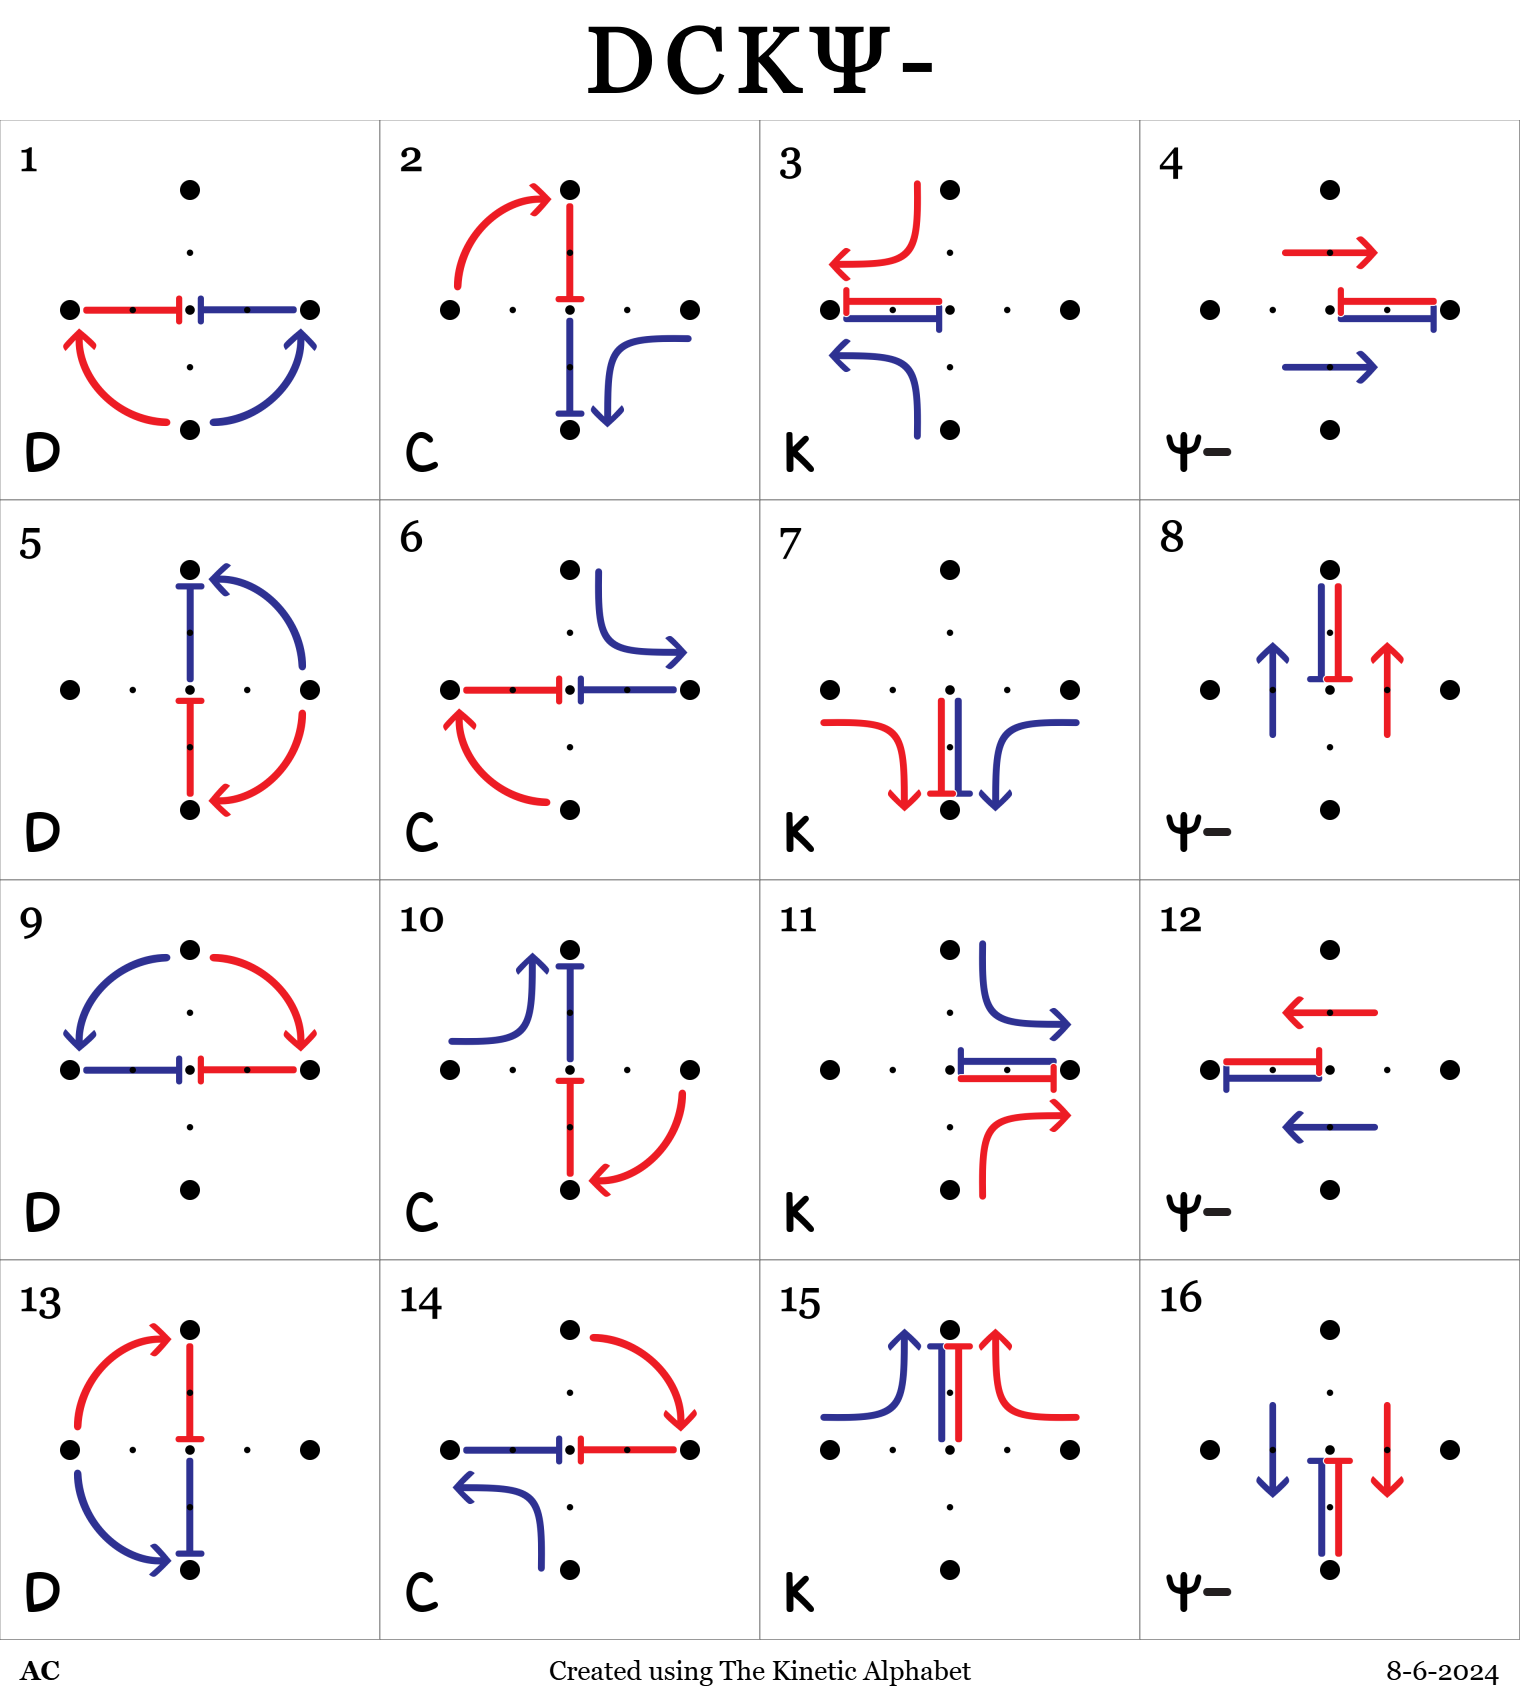 DCKΨ-
1 2 3 4
D C K Ψ-
5 6 7 8
D C K Ψ-
9 10 11 12
D C K Ψ-
13 14 15 16
D C K Ψ-
AC Created using The Kinetic Alphabet 8-6-2024